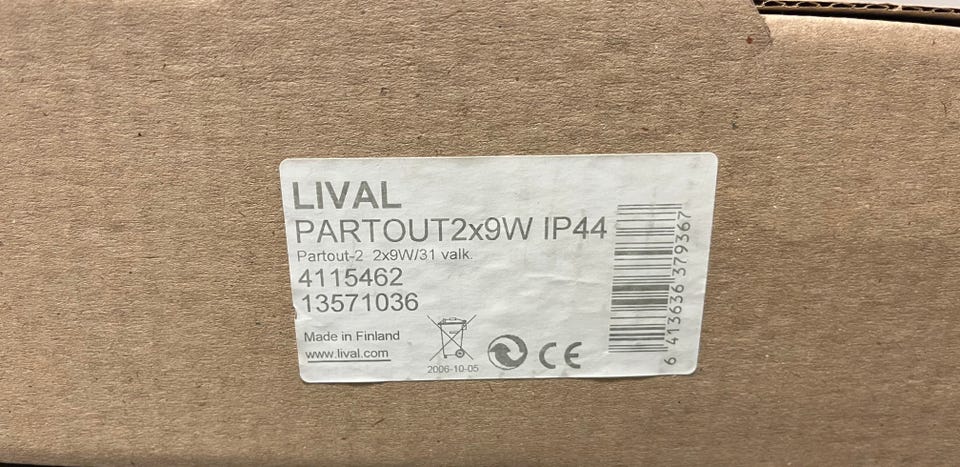 LIVAL
PARTOUT2x9W IP44
Partout-2 2x9W/31 valk.
4115462
13571036
Made in Finland
www.lival.com
2006-10-05
CE
6 413636 379367